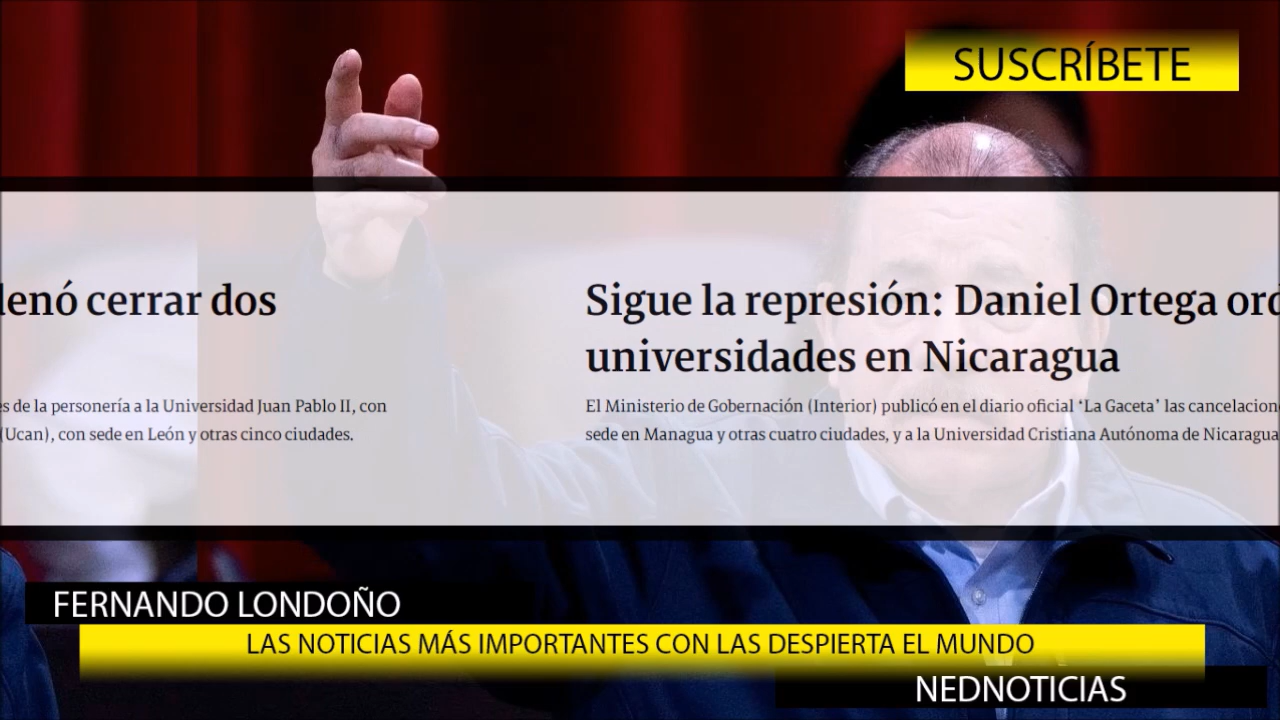 SUSCRÍBETE
lenó cerrar dos
es de la personería a la Universidad Juan Pablo II, con
(Ucan), con sede en León y otras cinco ciudades.
Sigue la represión: Daniel Ortega ord
universidades en Nicaragua
El Ministerio de Gobernación (Interior) publicó en el diario oficial ‘La Gaceta’ las cancelacion
sede en Managua y otras cuatro ciudades, y a la Universidad Cristiana Autónoma de Nicaragua
FERNANDO LONDOÑO
LAS NOTICIAS MÁS IMPORTANTES CON LAS DESPIERTA EL MUNDO
NEDNOTICIAS